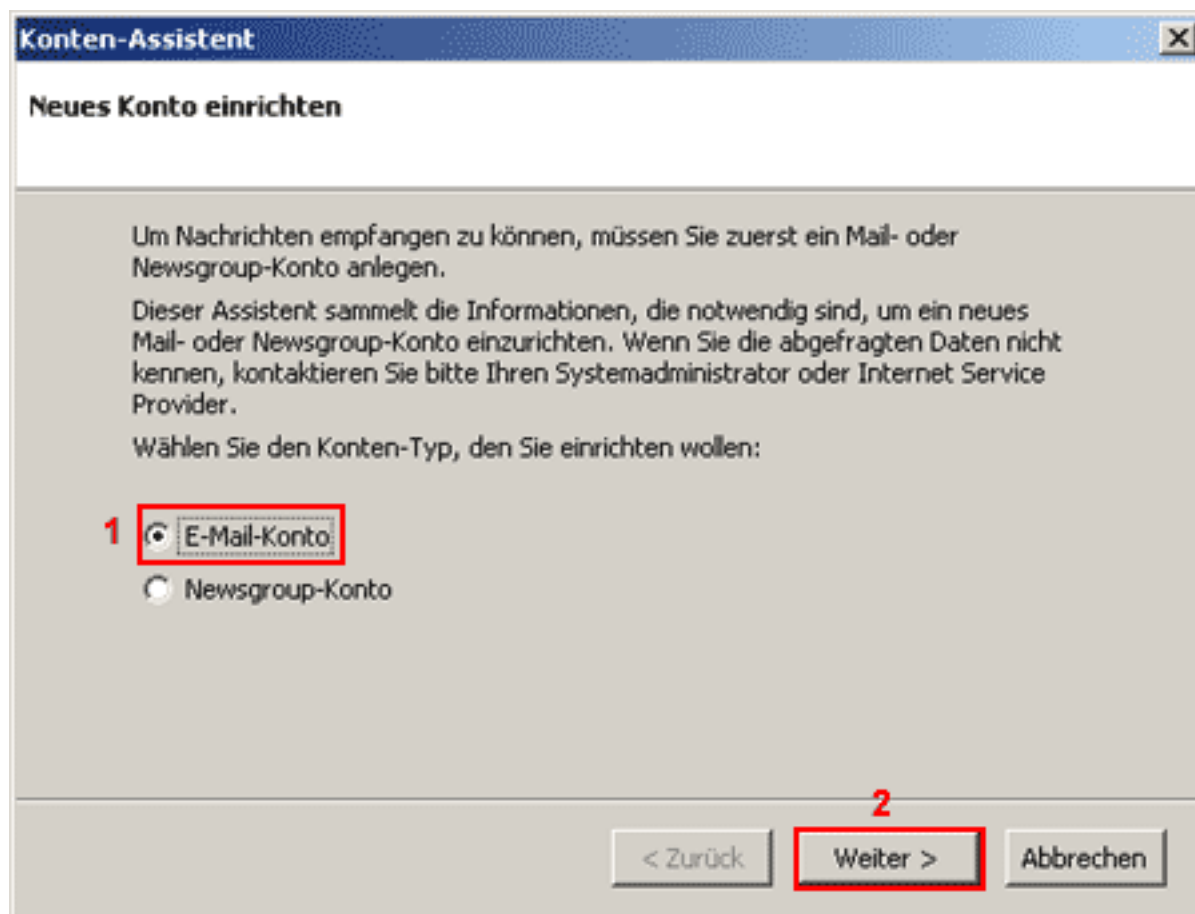 Konten-Assistent
Neues Konto einrichten
Um Nachrichten empfangen zu können, müssen Sie zuerst ein Mail- oder
Newsgroup-Konto anlegen.
Dieser Assistent sammelt die Informationen, die notwendig sind, um ein neues
Mail- oder Newsgroup-Konto einzurichten. Wenn Sie die abgefragten Daten nicht
kennen, kontaktieren Sie bitte Ihren Systemadministrator oder Internet Service
Provider.
Wählen Sie den Konten-Typ, den Sie einrichten wollen:
1 E-Mail-Konto
Newsgroup-Konto
2
< Zurück Weiter > Abbrechen